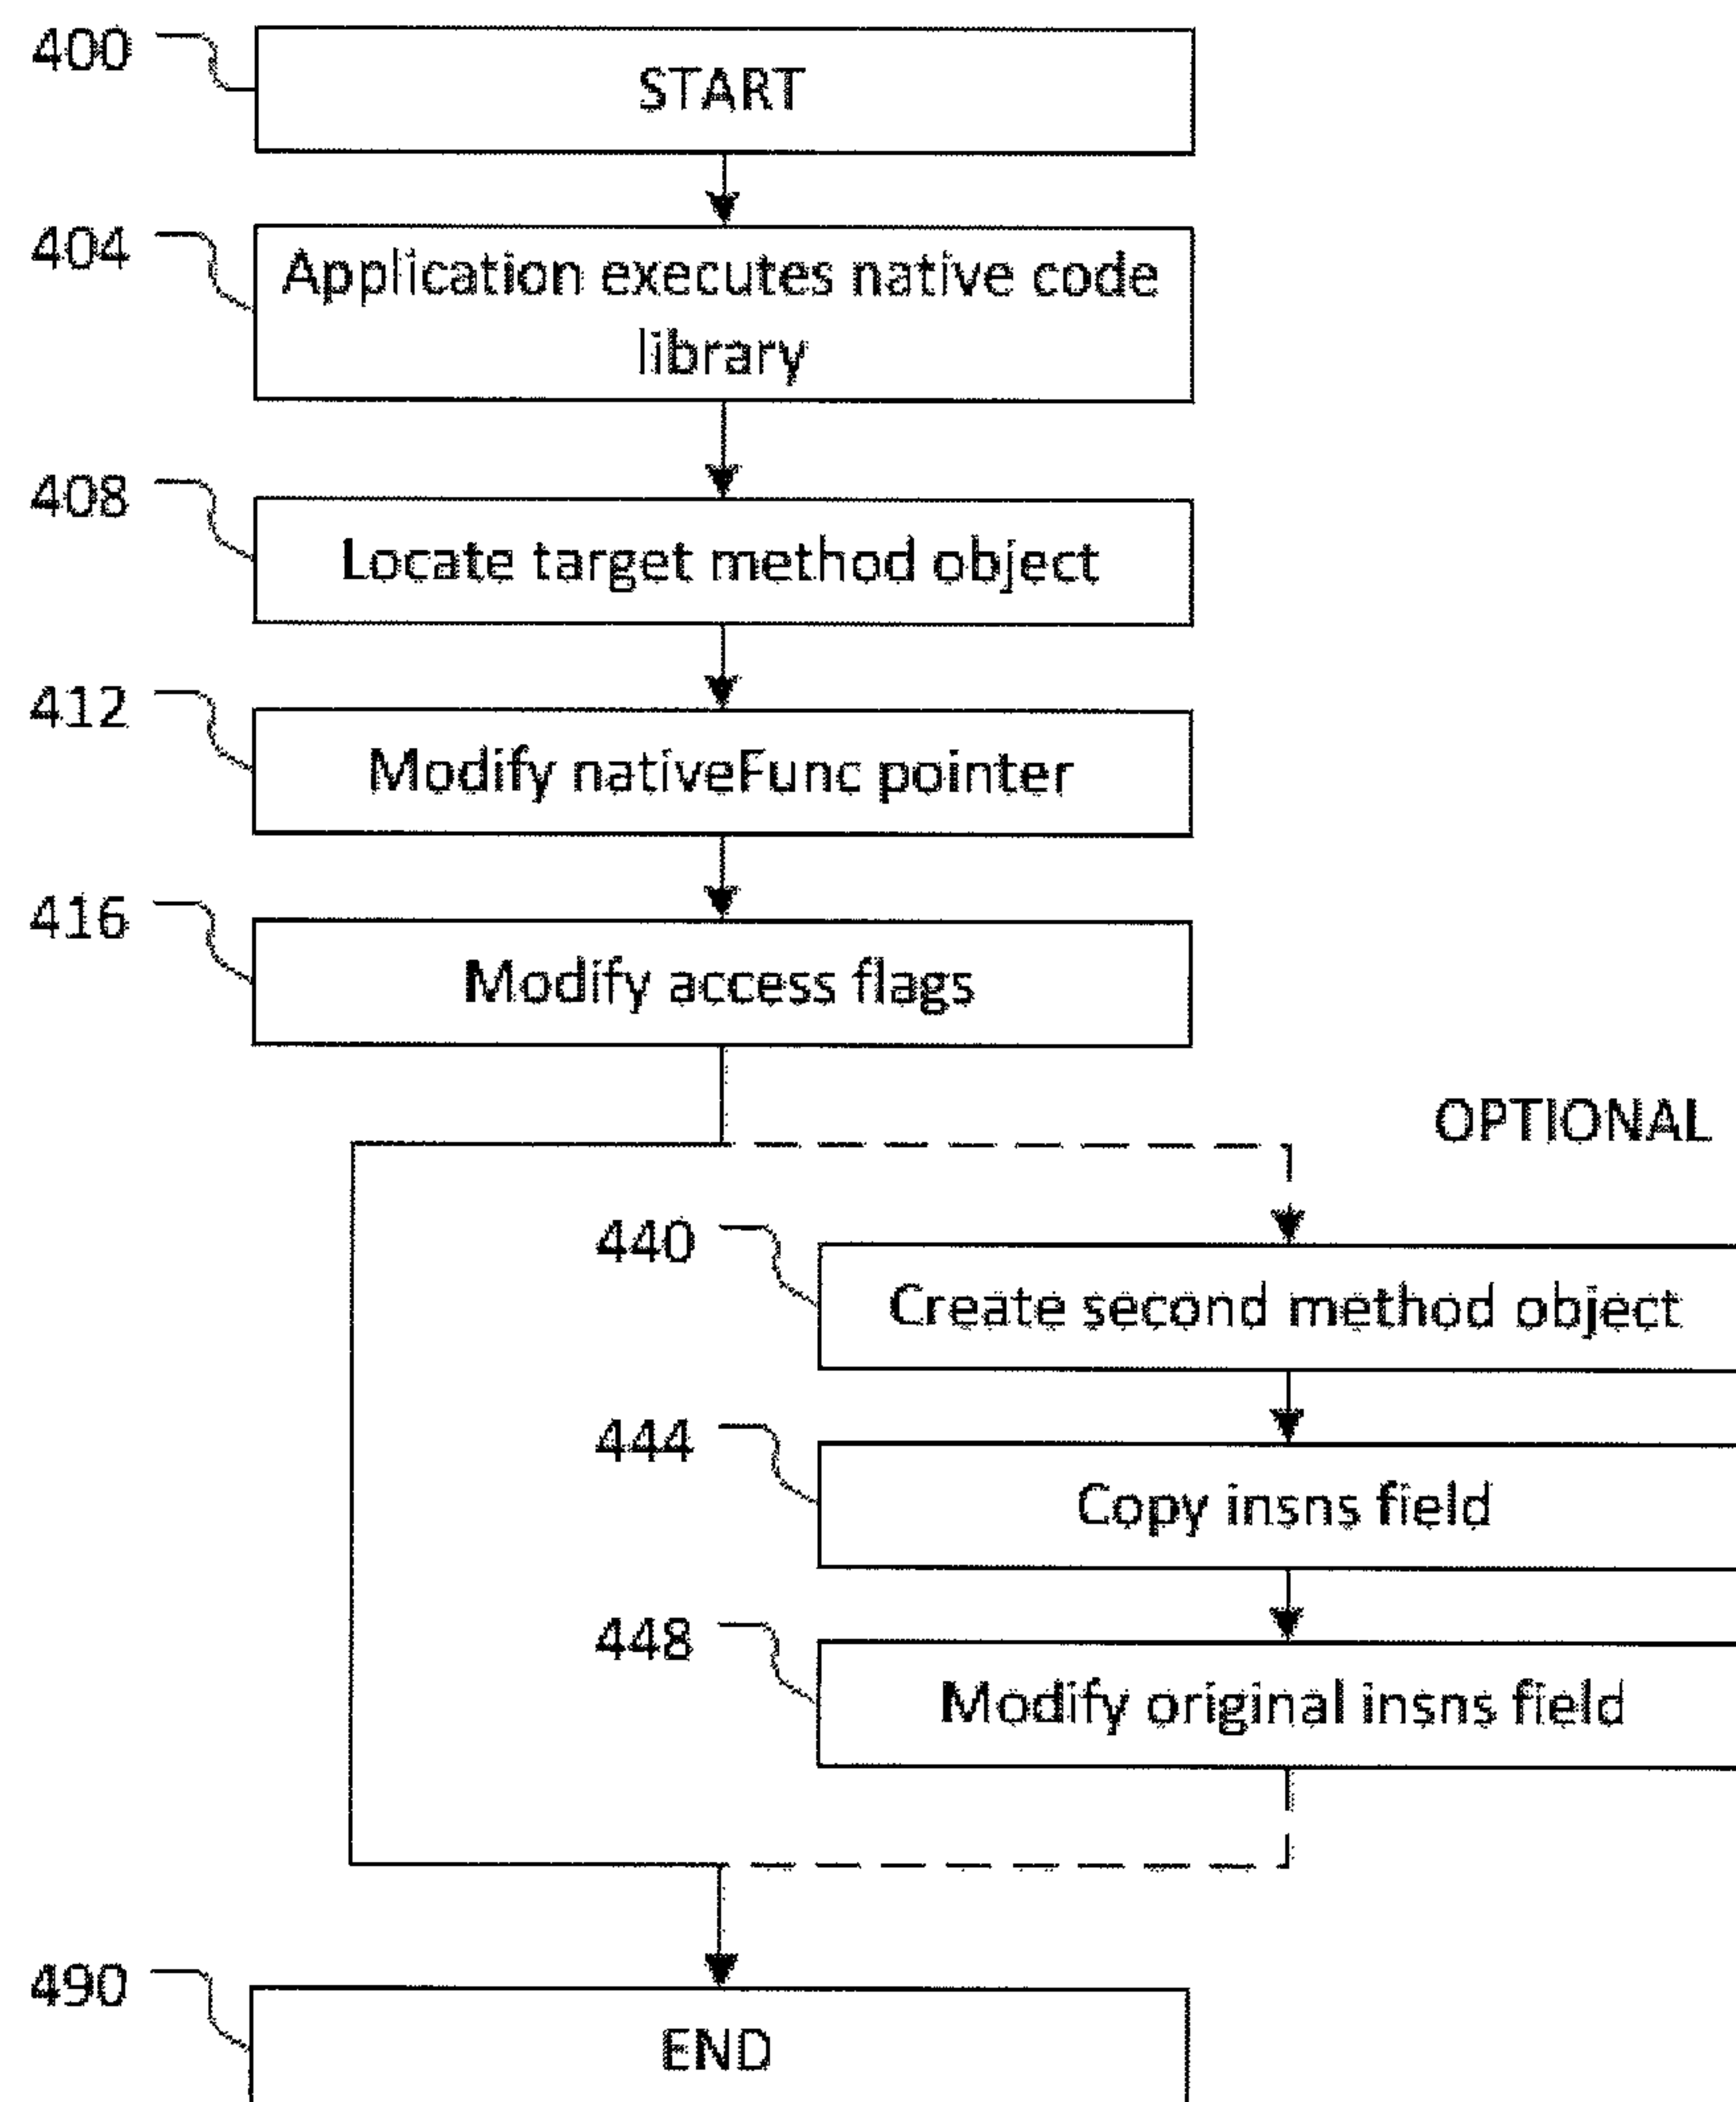 400
START
404
Application executes native code
library
408
Locate target method object
412
Modify nativeFunc pointer
416
Modify access flags
OPTIONAL
440
Create second method object
444
Copy insns field
448
Modify original insns field
490
END